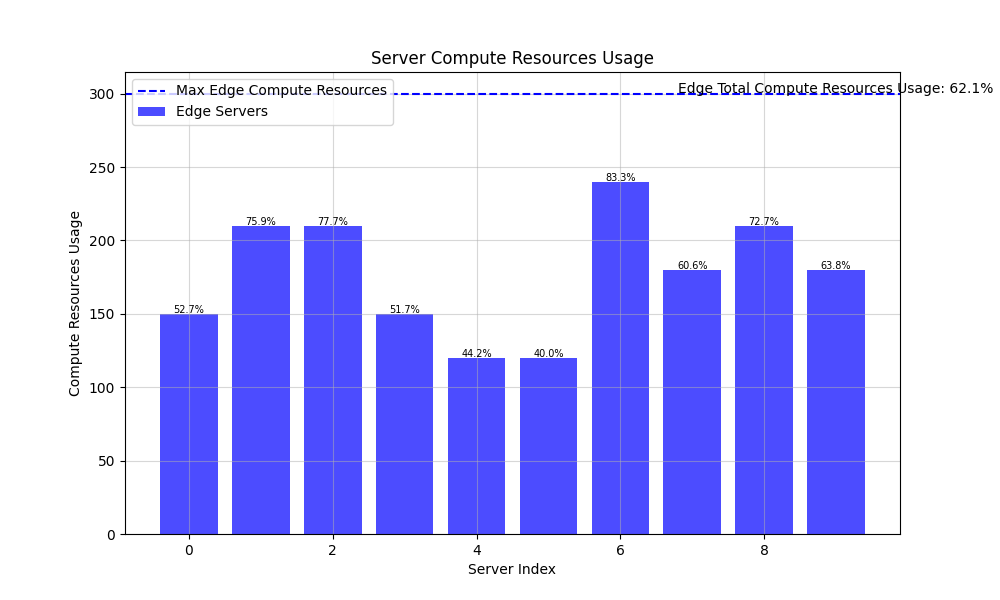 Server Compute Resources Usage
Max Edge Compute Resources
Edge Servers
Edge Total Compute Resources Usage: 62.1%
Compute Resources Usage
300
250
200
150
100
50
0
52.7%
75.9%
77.7%
51.7%
44.2%
40.0%
83.3%
60.6%
72.7%
63.8%
0 2 4 6 8
Server Index